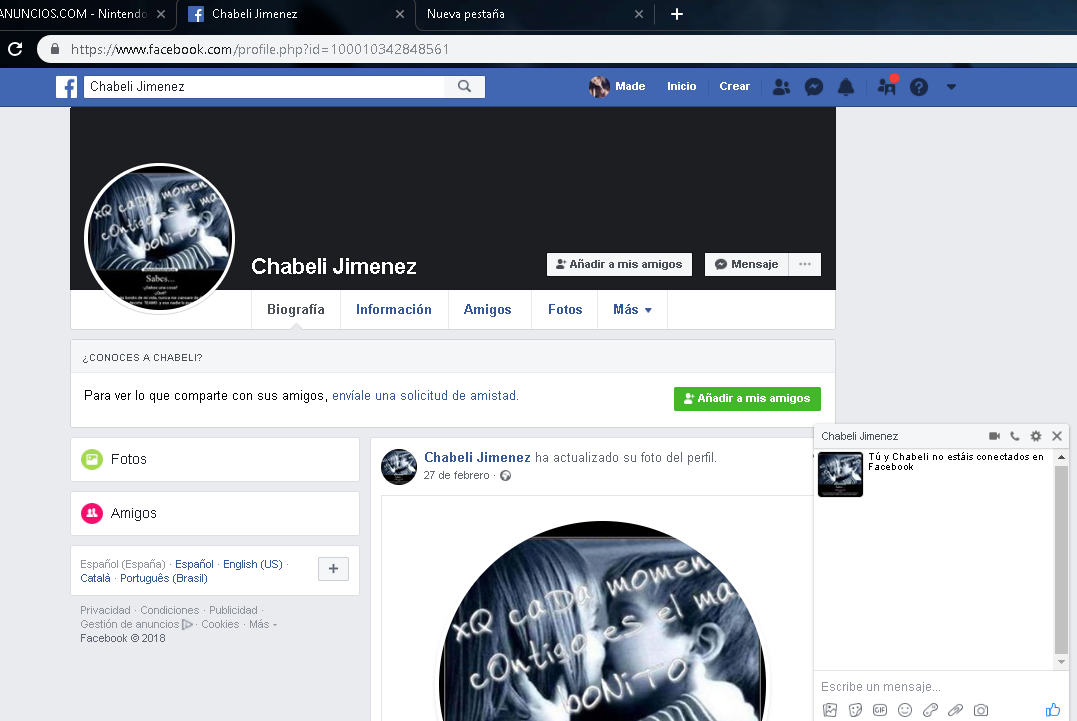 ANUNCIOS.COM - Nintendo
Chabeli Jimenez
Nueva pestaña
https://www.facebook.com/profile.php?id=100010342848561
Chabeli Jimenez
Made
Inicio
Crear
xQ caDa momen
cOntigo es el ma
boNiTo
Sabes...
Chabeli Jimenez
Añadir a mis amigos
Mensaje
Biografía
Información
Amigos
Fotos
Más
¿CONOCES A CHABELI?
Para ver lo que comparte con sus amigos, envíale una solicitud de amistad.
Añadir a mis amigos
Fotos
Amigos
Español (España) · Español · English (US) ·
Català · Português (Brasil)
Privacidad · Condiciones · Publicidad ·
Gestión de anuncios · Cookies · Más
Facebook © 2018
Chabeli Jimenez ha actualizado su foto del perfil.
27 de febrero ·
xQ caDa momen
cOntigo es el ma
boNiTo
Chabeli Jimenez
Tú y Chabeli no estáis conectados en
Facebook
Escribe un mensaje...
GIF